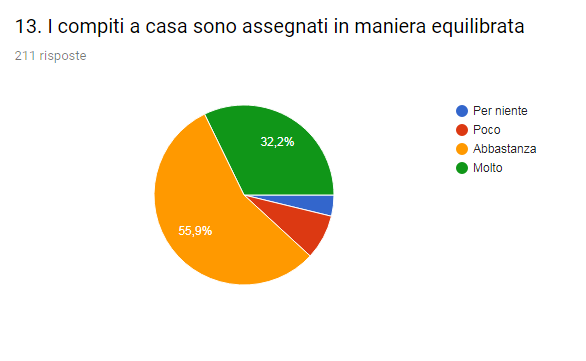 13. I compiti a casa sono assegnati in maniera equilibrata
211 risposte
Per niente
Poco
Abbastanza
Molto
32,2%
55,9%